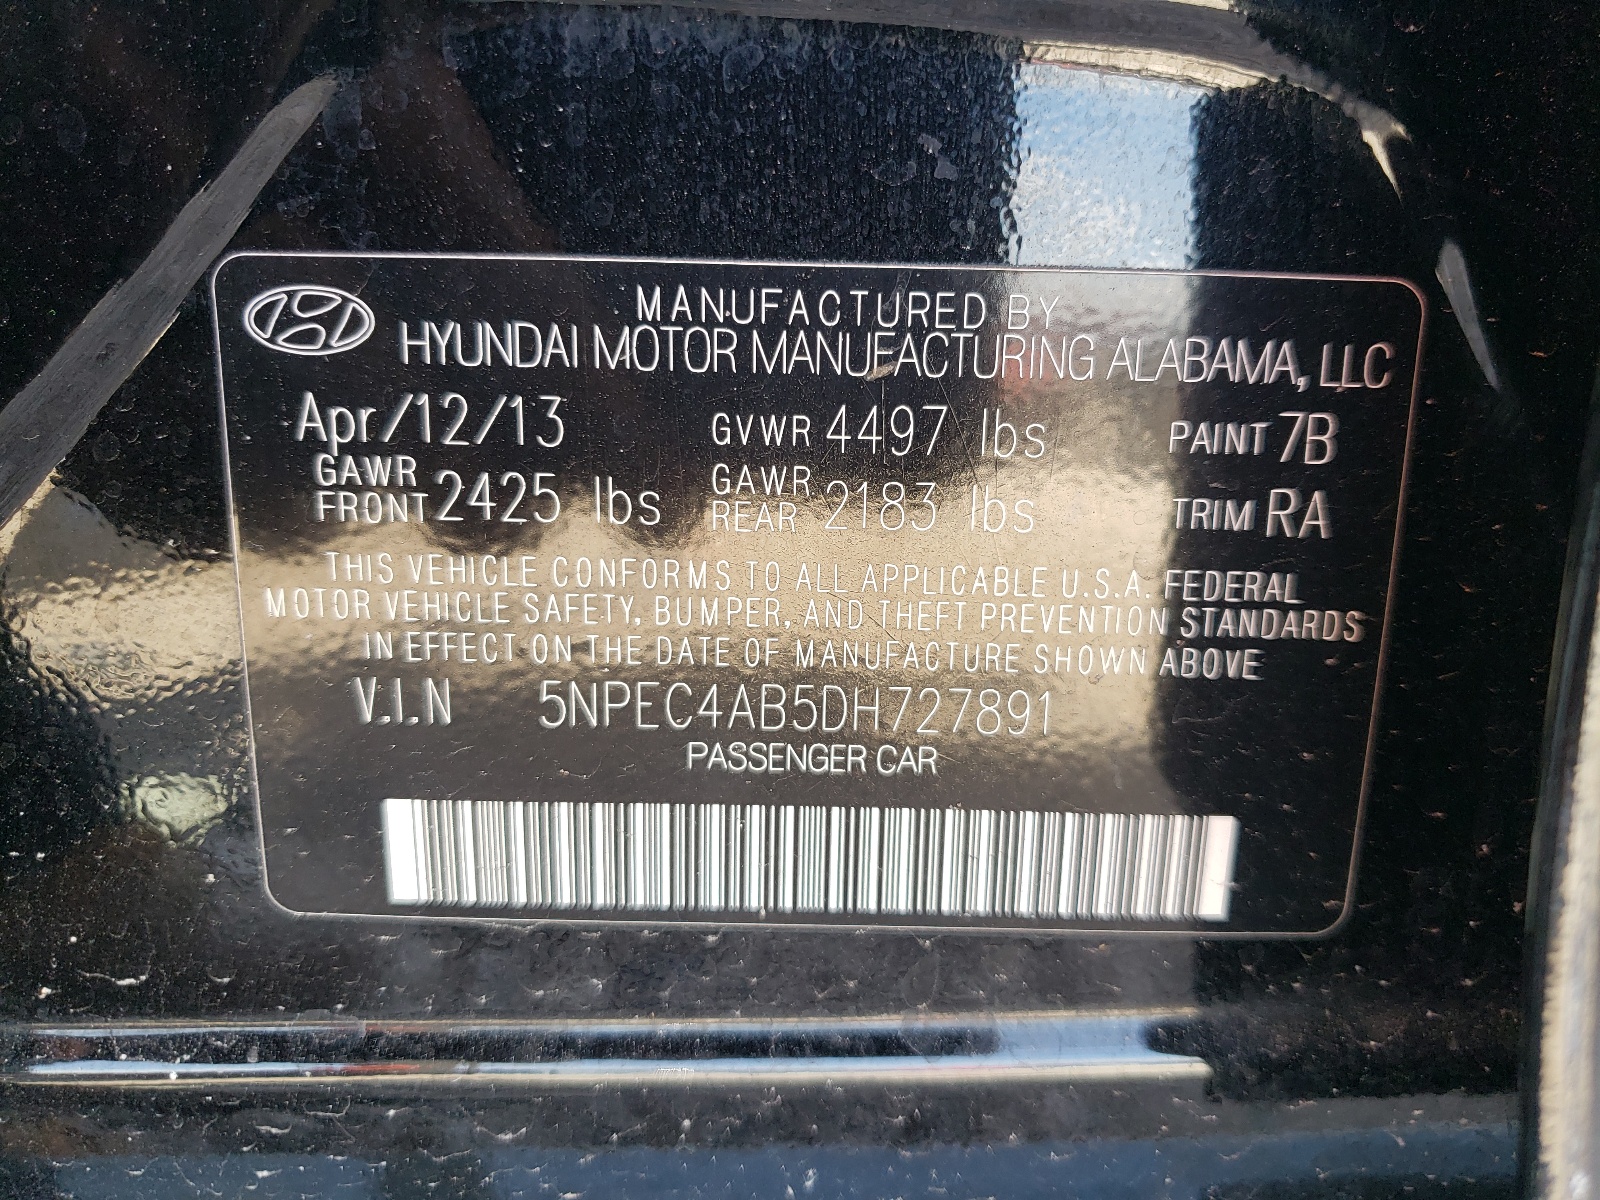 MANUFACTURED BY
HYUNDAI MOTOR MANUFACTURING ALABAMA, LLC
Apr/12/13 GVWR 4497 lbs PAINT 7B
GAWR FRONT 2425 lbs GAWR REAR 2183 lbs TRIM RA
THIS VEHICLE CONFORMS TO ALL APPLICABLE U.S.A. FEDERAL
MOTOR VEHICLE SAFETY, BUMPER, AND THEFT PREVENTION STANDARDS
IN EFFECT ON THE DATE OF MANUFACTURE SHOWN ABOVE
V.I.N 5NPEC4AB5DH727891
PASSENGER CAR